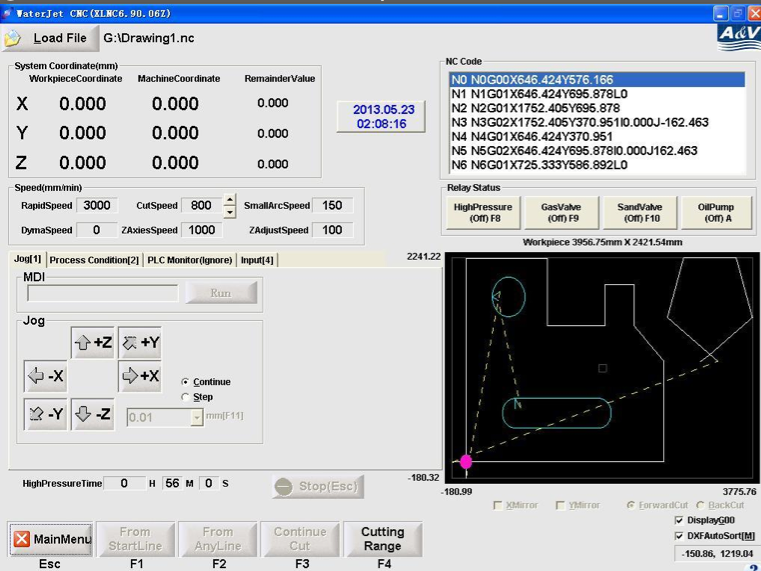 WaterJet CNC(XLNC6.90.06Z)
Load File G:\Drawing1.nc
A&V
System Coordinate(mm)
WorkpieceCoordinate MachineCoordinate RemainderValue
X 0.000 0.000 0.000
Y 0.000 0.000 0.000
Z 0.000 0.000 0.000
2013.05.23
02:08:16
NC Code
N0 N0G00X646.424Y576.166
N1 N1G01X646.424Y695.878L0
N2 N2G01X1752.405Y695.878
N3 N3G02X1752.405Y370.951I0.000J-162.463
N4 N4G01X646.424Y370.951
N5 N5G02X646.424Y695.878I0.000J162.463
N6 N6G01X725.333Y586.892L0
Speed(mm/min)
RapidSpeed 3000 CutSpeed 800 SmallArcSpeed 150
DymaSpeed 0 ZAxiesSpeed 1000 ZAdjustSpeed 100
Relay Status
HighPressure (Off) F8
GasValve (Off) F9
SandValve (Off) F10
OilPump (Off) A
Workpiece 3956.75mm X 2421.54mm
Jog[1] Process Condition[2] PLC Monitor(Ignore) Input[4]
2241.22
MDI
Run
Jog
+Z +Y
-X +X
-Y -Z
Continue
Step
0.01 mm[F11]
HighPressureTime 0 H 56 M 0 S
Stop(Esc)
-180.32
-180.99 3775.76
XMirror YMirror ForwardCut BackCut
DisplayG00
DXFAutoSort[M]
-150.86, 1219.04
MainMenu
From StartLine
From AnyLine
Continue Cut
Cutting Range
Esc F1 F2 F3 F4